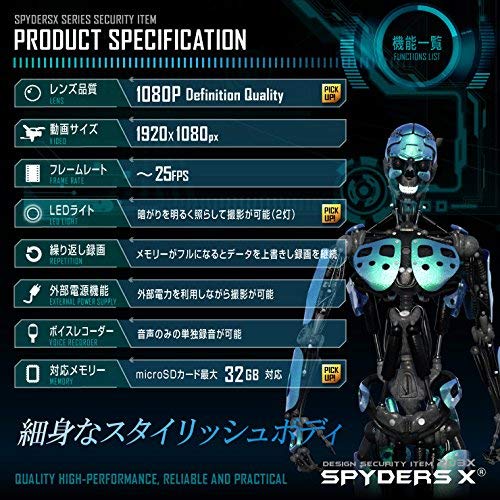 SPYDERSX SERIES SECURITY ITEM
PRODUCT SPECIFICATION
機能一覧
FUNCTIONS LIST
レンズ品質
LENS
1080P Definition Quality
PICK UP!
動画サイズ
VIDEO
1920x1080px
フレームレート
FRAME RATE
～25FPS
LEDライト
LED LIGHT
暗がりを明るく照らして撮影が可能(2灯)
PICK UP!
繰り返し録画
REPETITION
メモリーがフルになるとデータを上書きし録画を継続
外部電源機能
EXTERNAL POWER SUPPLY
外部電力を利用しながら撮影が可能
ボイスレコーダー
VOICE RECORDER
音声のみの単独録音が可能
対応メモリー
MEMORY
microSDカード最大 32GB 対応
PICK UP!
細身なスタイリッシュボディ
DESIGN SECURITY ITEM
QUALITY HIGH-PERFORMANCE, RELIABLE AND PRACTICAL
SPYDERS X®